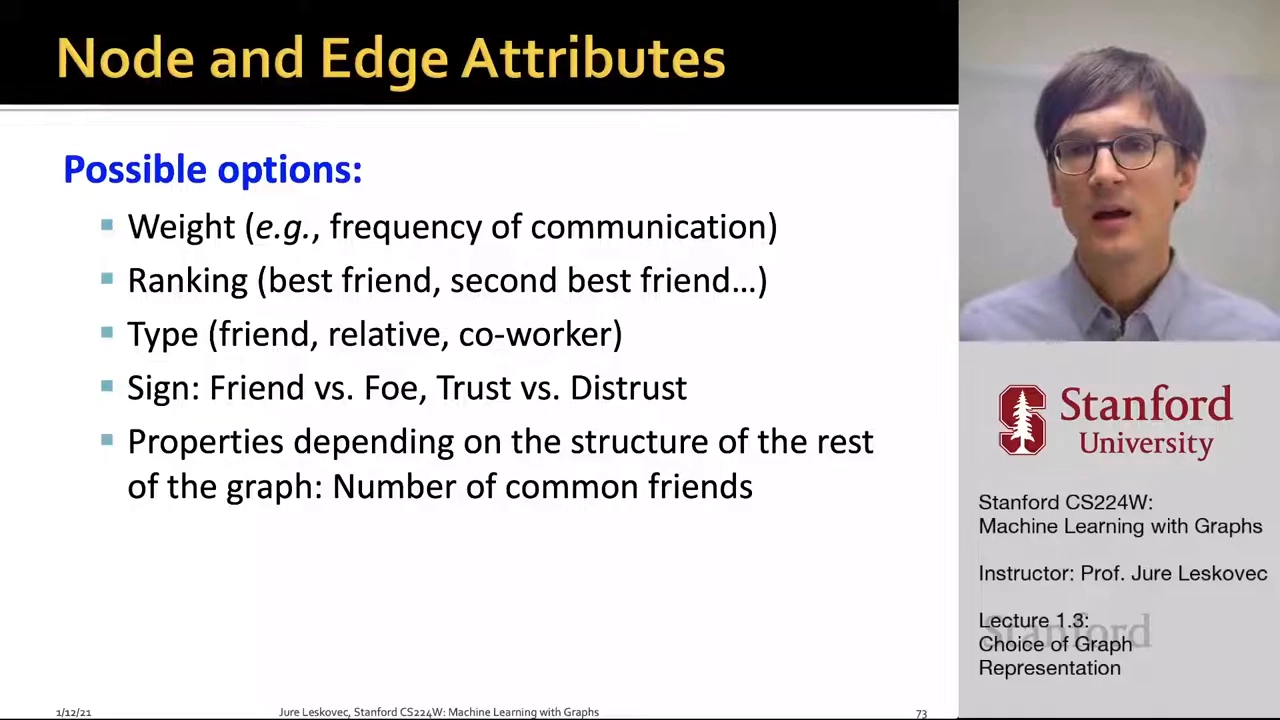 Node and Edge Attributes
Possible options:
Weight (e.g., frequency of communication)
Ranking (best friend, second best friend…)
Type (friend, relative, co-worker)
Sign: Friend vs. Foe, Trust vs. Distrust
Properties depending on the structure of the rest
of the graph: Number of common friends
1/12/21
Jure Leskovec, Stanford CS224W: Machine Learning with Graphs
73
Stanford
University
Stanford CS224W:
Machine Learning with Graphs
Instructor: Prof. Jure Leskovec
Lecture 1.3:
Stanford
Choice of Graph
Representation